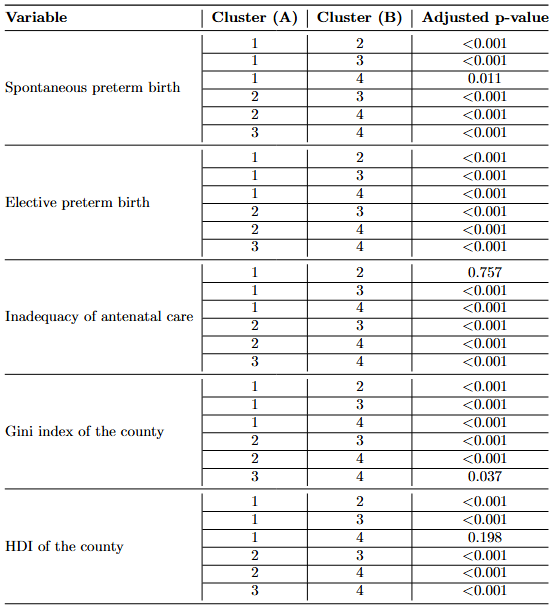 Variable Cluster (A) Cluster (B) Adjusted p-value
1 2 <0.001
1 3 <0.001
1 4 0.011
Spontaneous preterm birth
2 3 <0.001
2 4 <0.001
3 4 <0.001
1 2 <0.001
1 3 <0.001
1 4 <0.001
Elective preterm birth
2 3 <0.001
2 4 <0.001
3 4 <0.001
1 2 0.757
1 3 <0.001
1 4 <0.001
Inadequacy of antenatal care
2 3 <0.001
2 4 <0.001
3 4 <0.001
1 2 <0.001
1 3 <0.001
1 4 <0.001
Gini index of the county
2 3 <0.001
2 4 <0.001
3 4 0.037
1 2 <0.001
1 3 <0.001
1 4 0.198
HDI of the county
2 3 <0.001
2 4 <0.001
3 4 <0.001